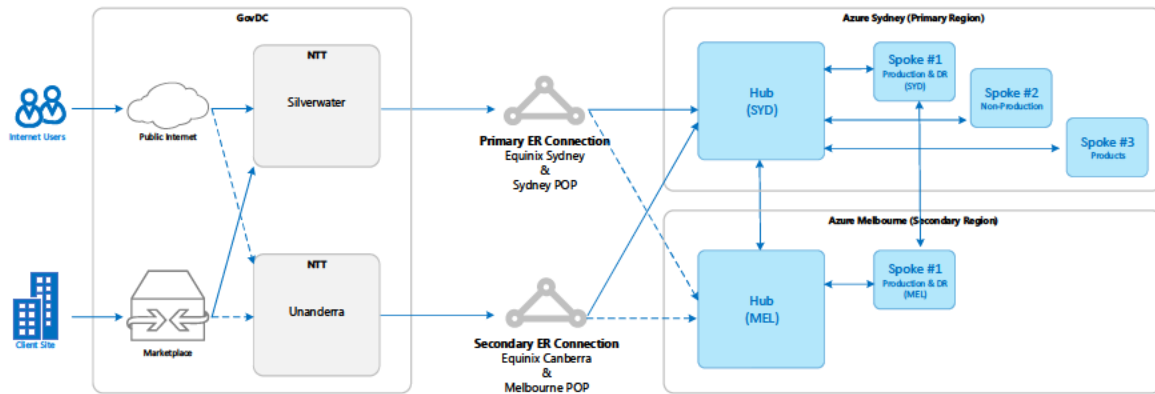 GovDC
Azure Sydney (Primary Region)
NTT
Silverwater
Internet Users
Public Internet
Primary ER Connection
Equinix Sydney
&
Sydney POP
Hub
(SYD)
Spoke #1
Production & DR
(SYD)
Spoke #2
Non-Production
Spoke #3
Products
Azure Melbourne (Secondary Region)
NTT
Unanderra
Client Site
Marketplace
Secondary ER Connection
Equinix Canberra
&
Melbourne POP
Hub
(MEL)
Spoke #1
Production & DR
(MEL)